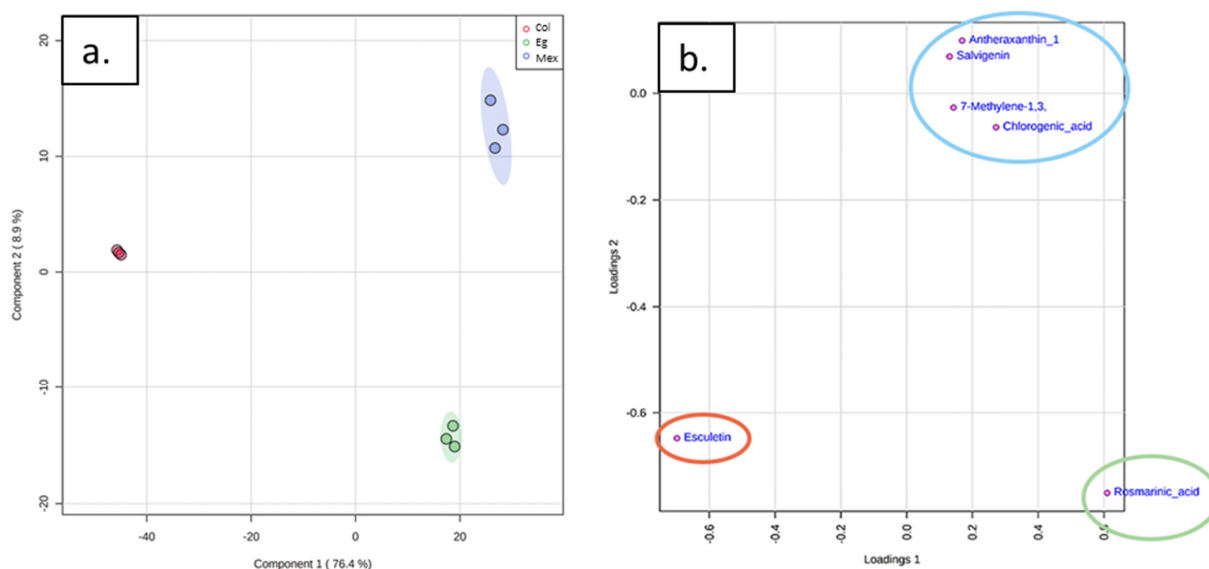 a.
Col
Eg
Mex
20
10
0
-10
-20
Component 2 ( 8.9 %)
-40
-20
0
20
Component 1 ( 76.4 %)
b.
Antheraxanthin_1
Salvigenin
7-Methylene-1,3,
Chlorogenic_acid
Esculetin
Rosmarinic_acid
0.0
-0.2
-0.4
-0.6
Loadings 2
-0.6
-0.4
-0.2
0.0
0.2
0.4
Loadings 1